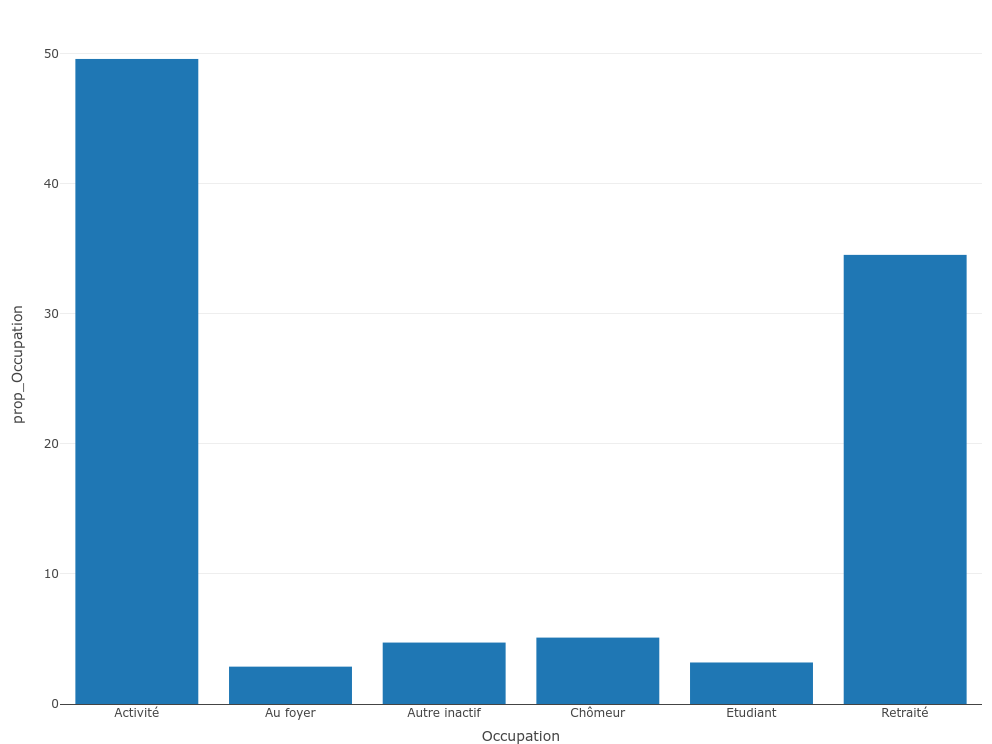 50
40
30
20
10
0
prop_Occupation
Activité
Au foyer
Autre inactif
Chômeur
Etudiant
Retraité
Occupation